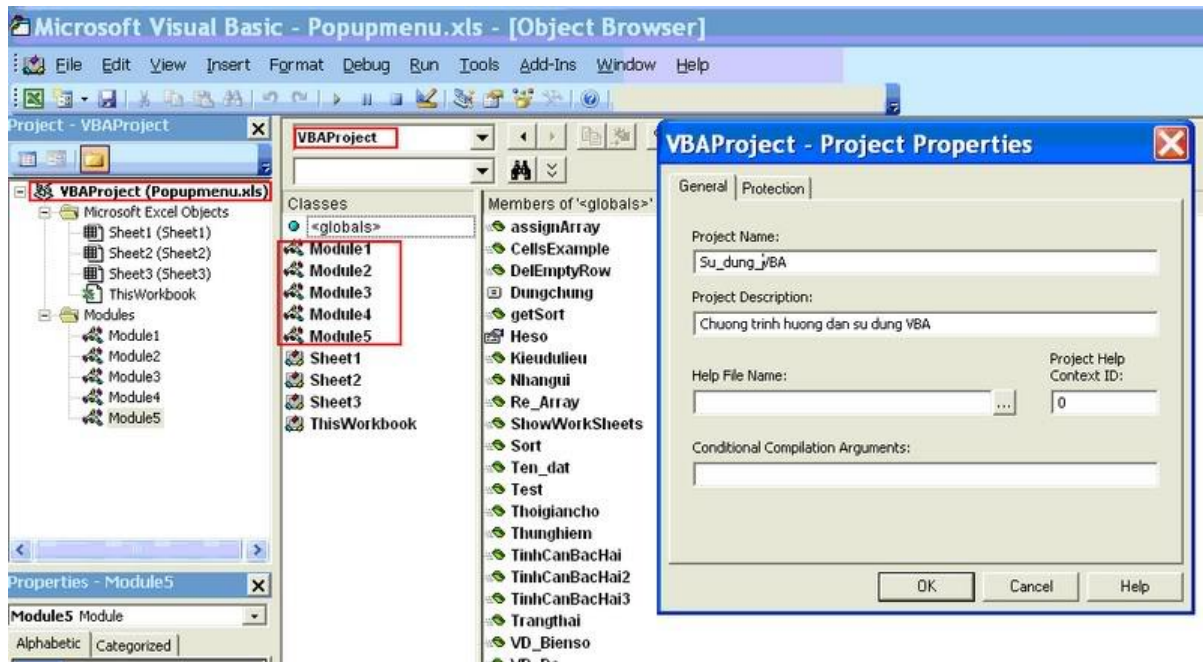 Microsoft Visual Basic - Popupmenu.xls - [Object Browser]
File Edit View Insert Format Debug Run Tools Add-Ins Window Help
Project - VBAProject
VBAProject (Popupmenu.xls)
Microsoft Excel Objects
Sheet1 (Sheet1)
Sheet2 (Sheet2)
Sheet3 (Sheet3)
ThisWorkbook
Modules
Module1
Module2
Module3
Module4
Module5
Properties - Module5
Module5 Module
Alphabetic Categorized
VBAProject
Classes
<globals>
Module1
Module2
Module3
Module4
Module5
Sheet1
Sheet2
Sheet3
ThisWorkbook
Members of '<globals>'
assignArray
CellsExample
DelEmptyRow
Dungchung
getSort
Heso
Kieudulieu
Nhangui
Re_Array
ShowWorkSheets
Sort
Ten_dat
Test
Thoigiancho
Thunghiem
TinhCanBacHai
TinhCanBacHai2
TinhCanBacHai3
Trangthai
VD_Bienso
VBAProject - Project Properties
General Protection
Project Name:
Su_dung_VBA
Project Description:
Chuong trinh huong dan su dung VBA
Help File Name:
...
Project Help
Context ID:
0
Conditional Compilation Arguments:
OK Cancel Help